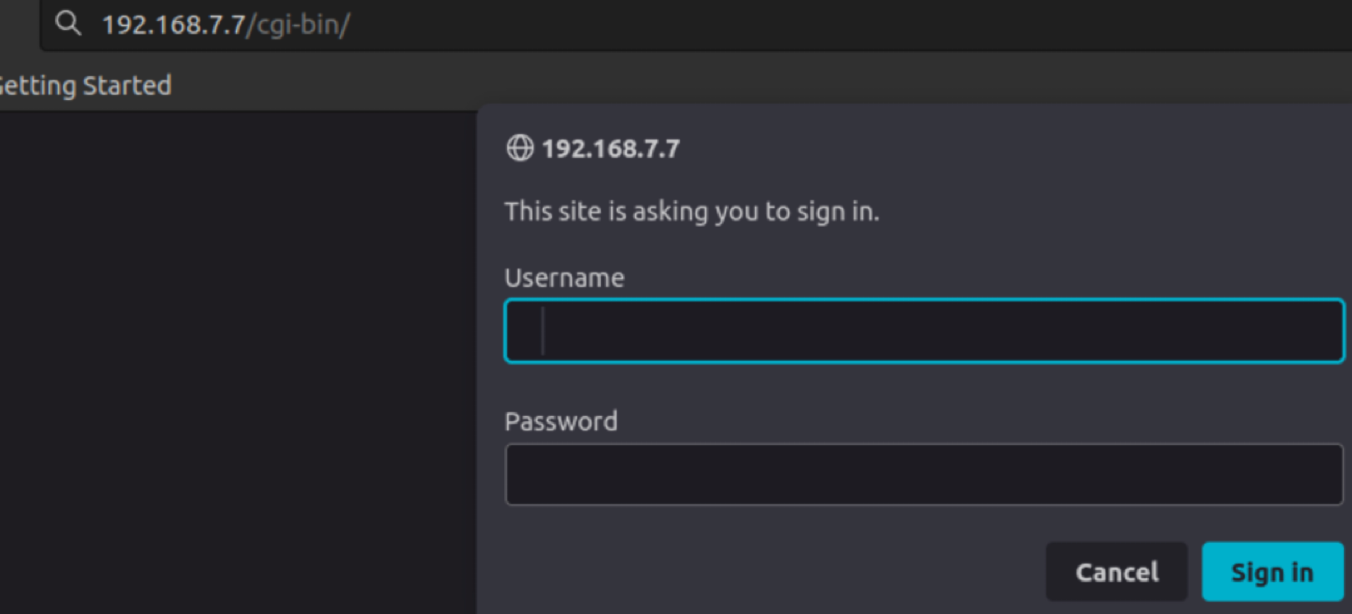 192.168.7.7/cgi-bin/
Getting Started
192.168.7.7
This site is asking you to sign in.
Username
Password
Cancel Sign in